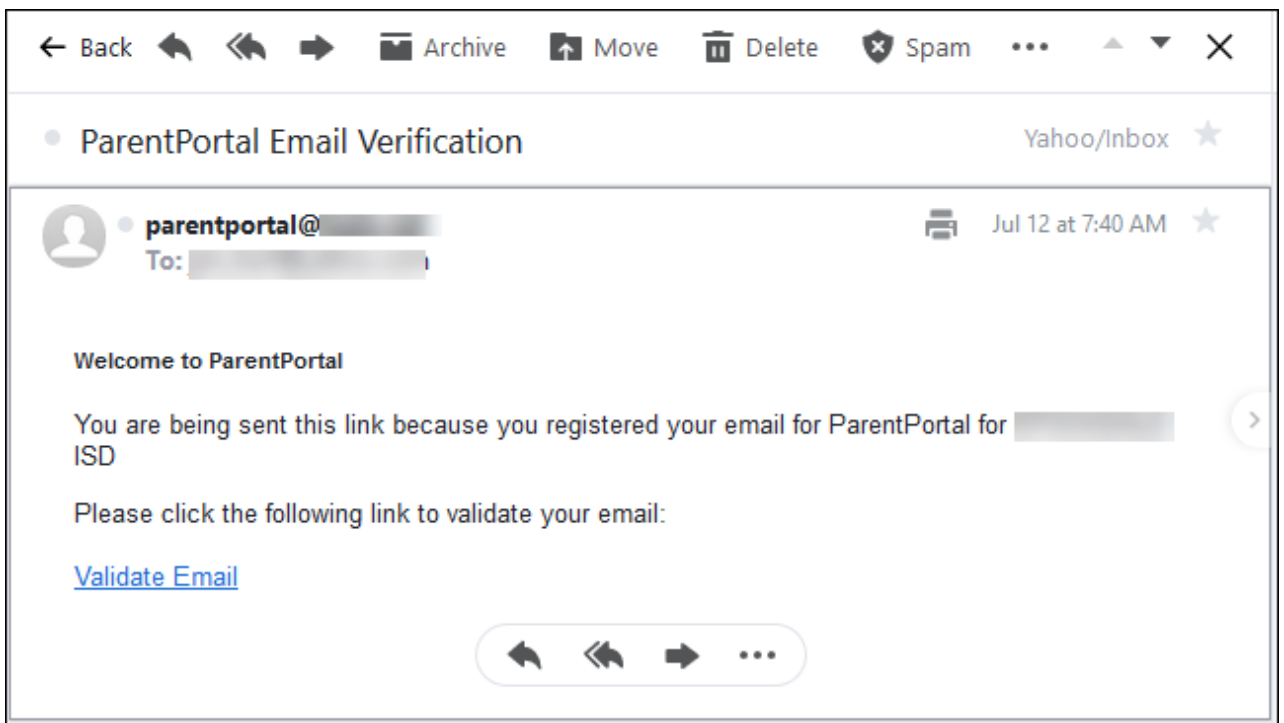 Back Archive Move Delete Spam
ParentPortal Email Verification Yahoo/Inbox
parentportal@ Jul 12 at 7:40 AM
To:
Welcome to ParentPortal
You are being sent this link because you registered your email for ParentPortal for
ISD
Please click the following link to validate your email:
Validate Email